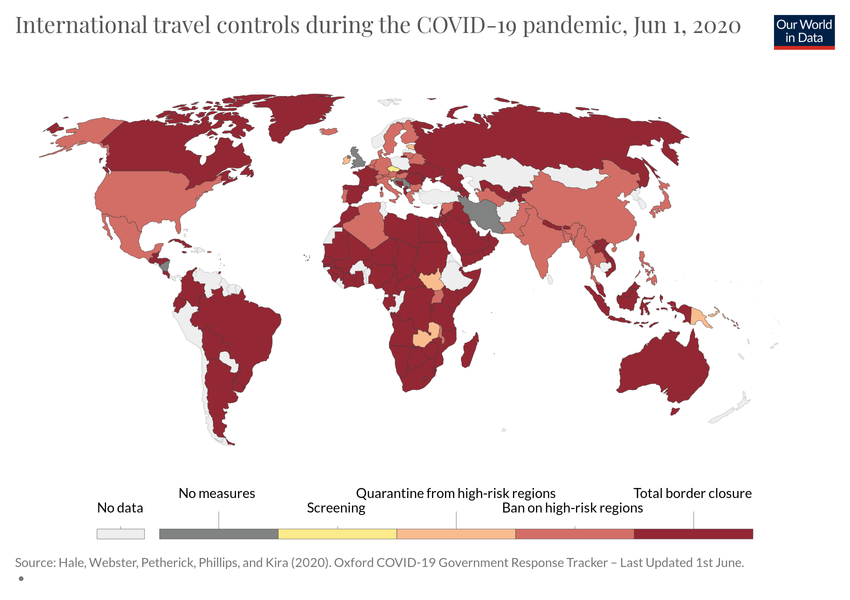 International travel controls during the COVID-19 pandemic, Jun 1, 2020
Our World
in Data
No measures
Quarantine from high-risk regions
Total border closure
No data
Screening
Ban on high-risk regions
Source: Hale, Webster, Petherick, Phillips, and Kira (2020). Oxford COVID-19 Government Response Tracker – Last Updated 1st June.
•